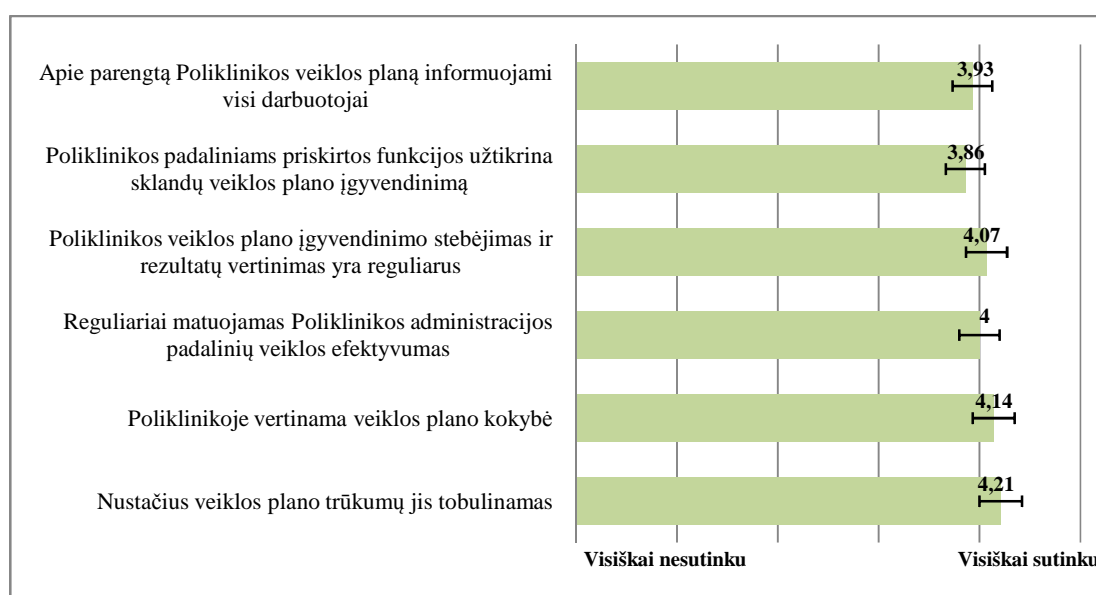 Apie parengtą Poliklinikos veiklos planą informuojami
visi darbuotojai
3,93
Poliklinikos padaliniams priskirtos funkcijos užtikrina
sklandų veiklos plano įgyvendinimą
3,86
Poliklinikos veiklos plano įgyvendinimo stebėjimas ir
rezultatų vertinimas yra reguliarus
4,07
Reguliariai matuojamas Poliklinikos administracijos
padalinių veiklos efektyvumas
4
Poliklinikoje vertinama veiklos plano kokybė
4,14
Nustačius veiklos plano trūkumų jis tobulinamas
4,21
Visiškai nesutinku
Visiškai sutinku